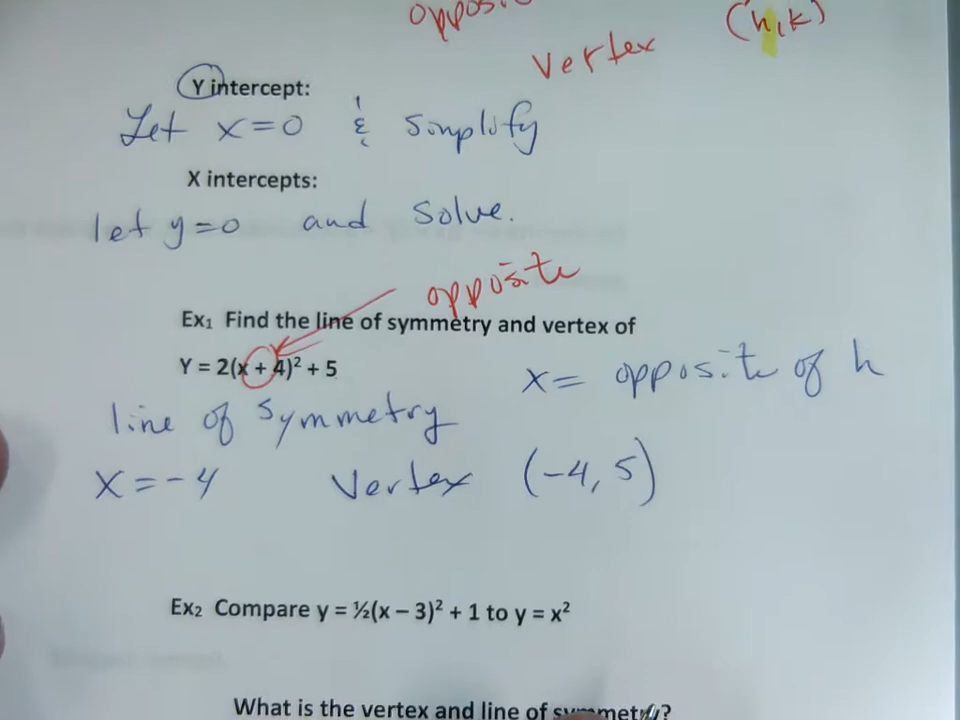 opposi
(h,k)
vertex
Y intercept:
Let x=0 & simplify
X intercepts:
let y=0 and solve.
opposite
Ex1 Find the line of symmetry and vertex of
Y = 2(x + 4)² + 5
x= opposite of h
line of symmetry
x=-4 vertex (-4,5)
Ex2 Compare y = ½(x – 3)² + 1 to y = x²
What is the vertex and line of symmetry?